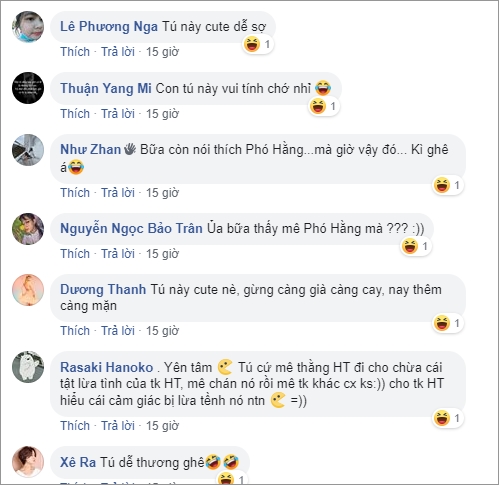 Lê Phương Nga Tú này cute dễ sợ
1
Thích · Trả lời · 15 giờ
Thuận Yang Mi Con tú này vui tính chớ nhỉ 😂
1
Thích · Trả lời · 15 giờ
Như Zhan👋 Bữa còn nói thích Phó Hằng...mà giờ vậy đó... Kì ghê
á😂
1
Thích · Trả lời · 15 giờ
Nguyễn Ngọc Bảo Trân Ủa bữa thấy mê Phó Hằng mà ??? :))
1
Thích · Trả lời · 15 giờ
Dương Thanh Tú này cute nè, gừng càng già càng cay, nay thêm
càng mặn
1
Thích · Trả lời · 15 giờ
Rasaki Hanoko . Yên tâm Tú cứ mê thằng HT đi cho chừa cái
tật lừa tình của tk HT, mê chán nó rồi mê tk khác cx ks:)) cho tk HT
hiểu cái cảm giác bị lừa tềnh nó ntn =))
1
Thích · Trả lời · 15 giờ
Xê Ra Tú dễ thương ghê🤣🤣
1
Thích · Trả lời · 15 giờ